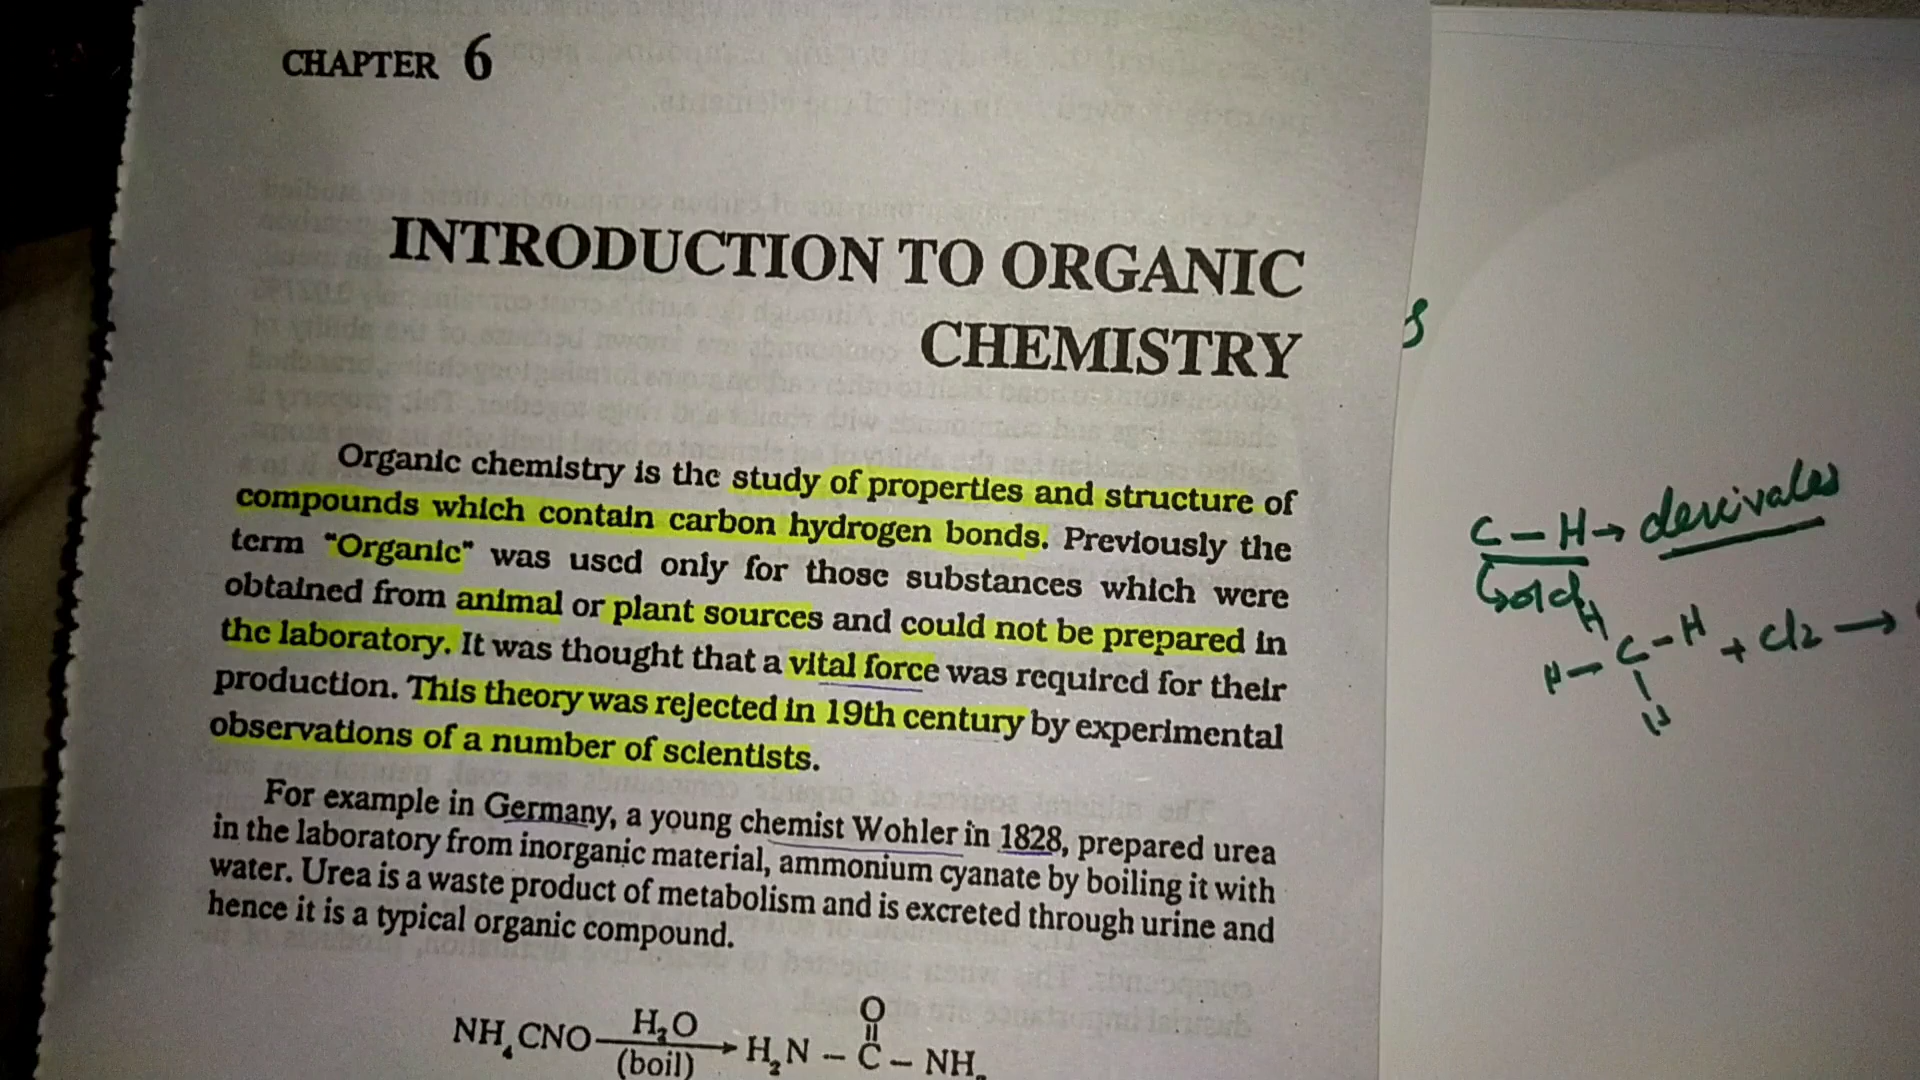 CHAPTER 6
INTRODUCTION TO ORGANIC
CHEMISTRY
Organic chemistry is the study of properties and structure of
compounds which contain carbon hydrogen bonds. Previously the
term "Organic" was used only for those substances which were
obtained from animal or plant sources and could not be prepared in
the laboratory. It was thought that a vital force was required for their
production. This theory was rejected in 19th century by experimental
observations of a number of scientists.
For example in Germany, a young chemist Wohler in 1828, prepared urea
in the laboratory from inorganic material, ammonium cyanate by boiling it with
water. Urea is a waste product of metabolism and is excreted through urine and
hence it is a typical organic compound.
O
NH₄CNO H₂O H₂N – C – NH
(boil)
C – H →
H
H – C – H + Cl2 →
H